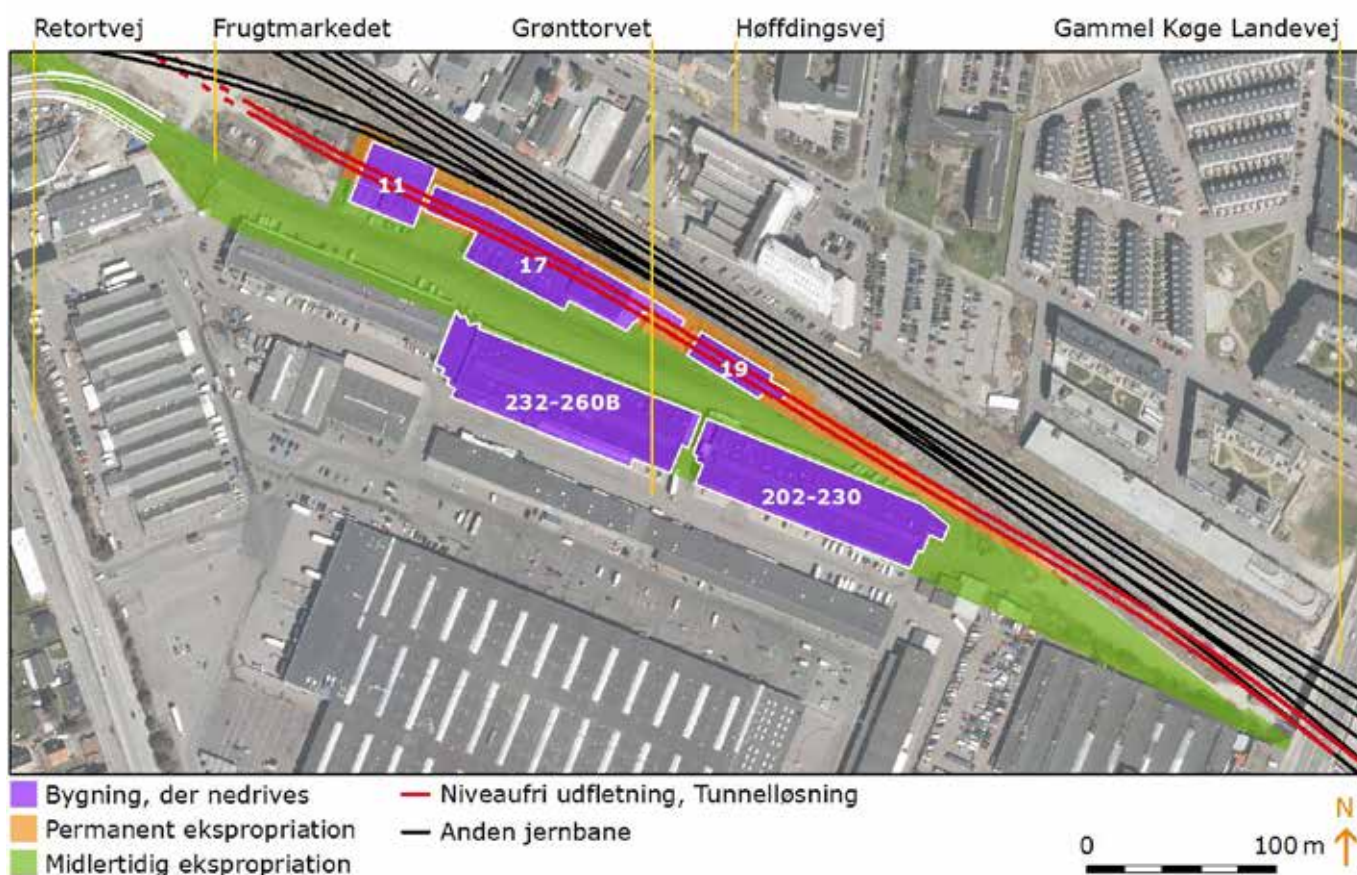 Retortvej Frugtmarkedet Grønttorvet Høffdingsvej Gammel Køge Landevej
11
17
19
232-260B
202-230
Bygning, der nedrives
Permanent ekspropriation
Midlertidig ekspropriation
Niveaufri udfletning, Tunnelløsning
Anden jernbane
0 100 m
N